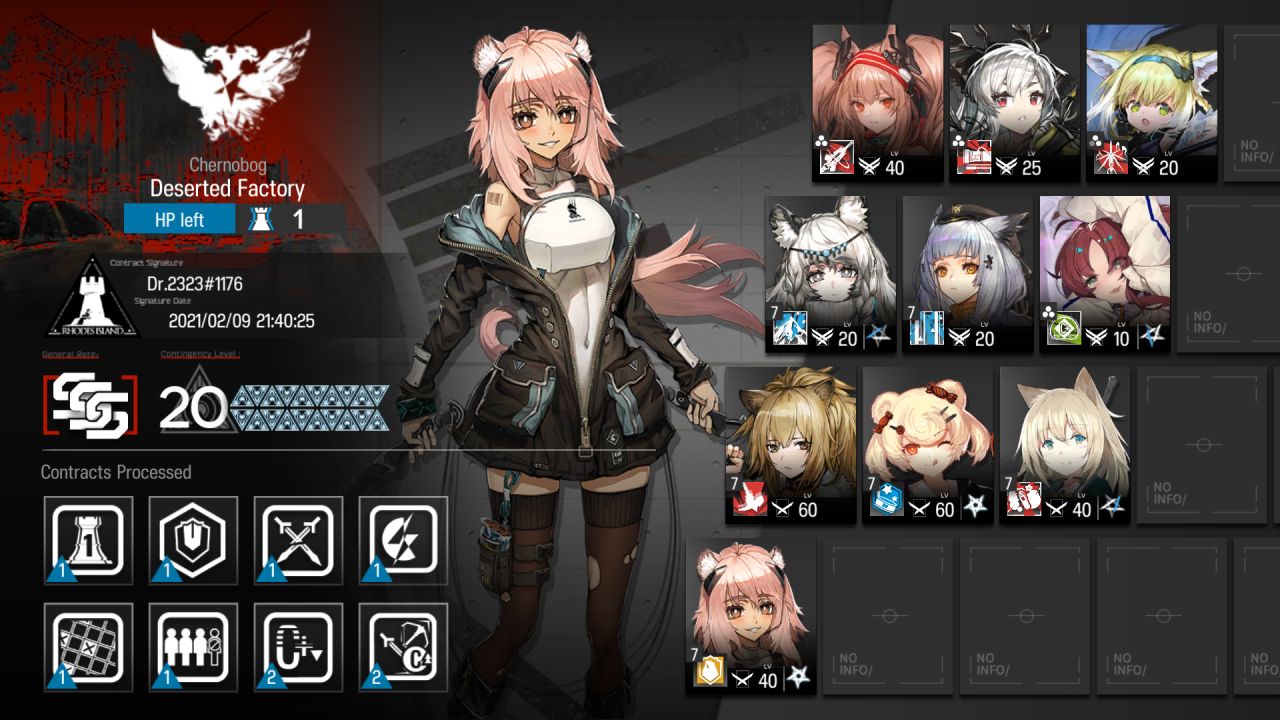 Chernobog
Deserted Factory
HP left 1
Contract Signature
Dr.2323#1176
Signature Date
2021/02/09 21:40:25
RHODES ISLAND
General Rate:
Contingency Level:
20
Contracts Processed
1
1 1 1 1
1 1 2 2
LV 40
LV 25
LV 20
NO INFO/
7 LV 20
7 LV 20
LV 10
NO INFO/
7 LV 60
7 LV 60
7 LV 40
NO INFO/
7 LV 40
NO INFO/
NO INFO/
NO INFO/
NO INFO/